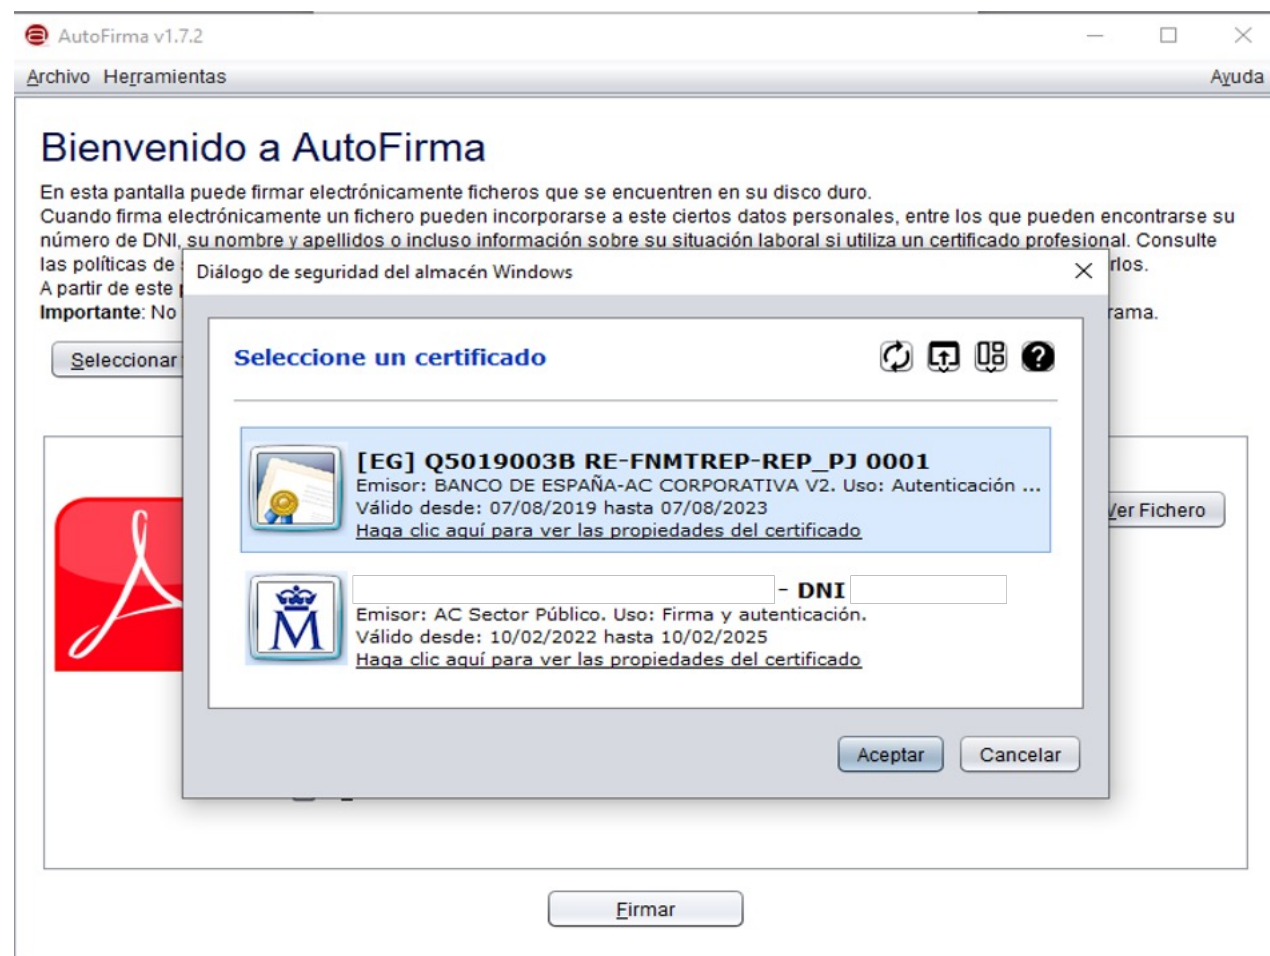 AutoFirma v1.7.2
Archivo Herramientas Ayuda
Bienvenido a AutoFirma
En esta pantalla puede firmar electrónicamente ficheros que se encuentren en su disco duro.
Cuando firma electrónicamente un fichero pueden incorporarse a este ciertos datos personales, entre los que pueden encontrarse su
número de DNI, su nombre y apellidos o incluso información sobre su situación laboral si utiliza un certificado profesional. Consulte
las políticas de
A partir de este
Importante: No
Seleccionar
Diálogo de seguridad del almacén Windows
Seleccione un certificado
[EG] Q5019003B RE-FNMTREP-REP_PJ 0001
Emisor: BANCO DE ESPAÑA-AC CORPORATIVA V2. Uso: Autenticación ...
Válido desde: 07/08/2019 hasta 07/08/2023
Haga clic aquí para ver las propiedades del certificado
- DNI
Emisor: AC Sector Público. Uso: Firma y autenticación.
Válido desde: 10/02/2022 hasta 10/02/2025
Haga clic aquí para ver las propiedades del certificado
Aceptar Cancelar
Ver Fichero
Firmar